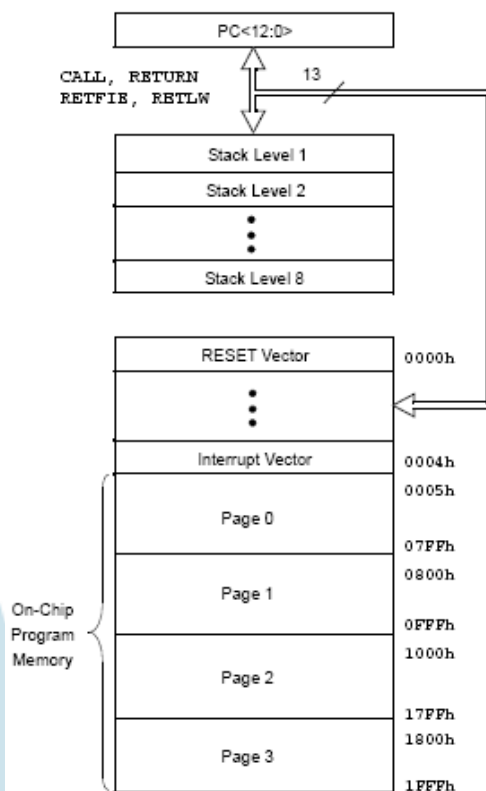 PC<12:0>
CALL, RETURN
RETFIE, RETLW
13
Stack Level 1
Stack Level 2
Stack Level 8
RESET Vector
0000h
Interrupt Vector
0004h
0005h
Page 0
07FFh
0800h
Page 1
0FFFh
On-Chip
Program
Memory
1000h
Page 2
17FFh
1800h
Page 3
1FFFh